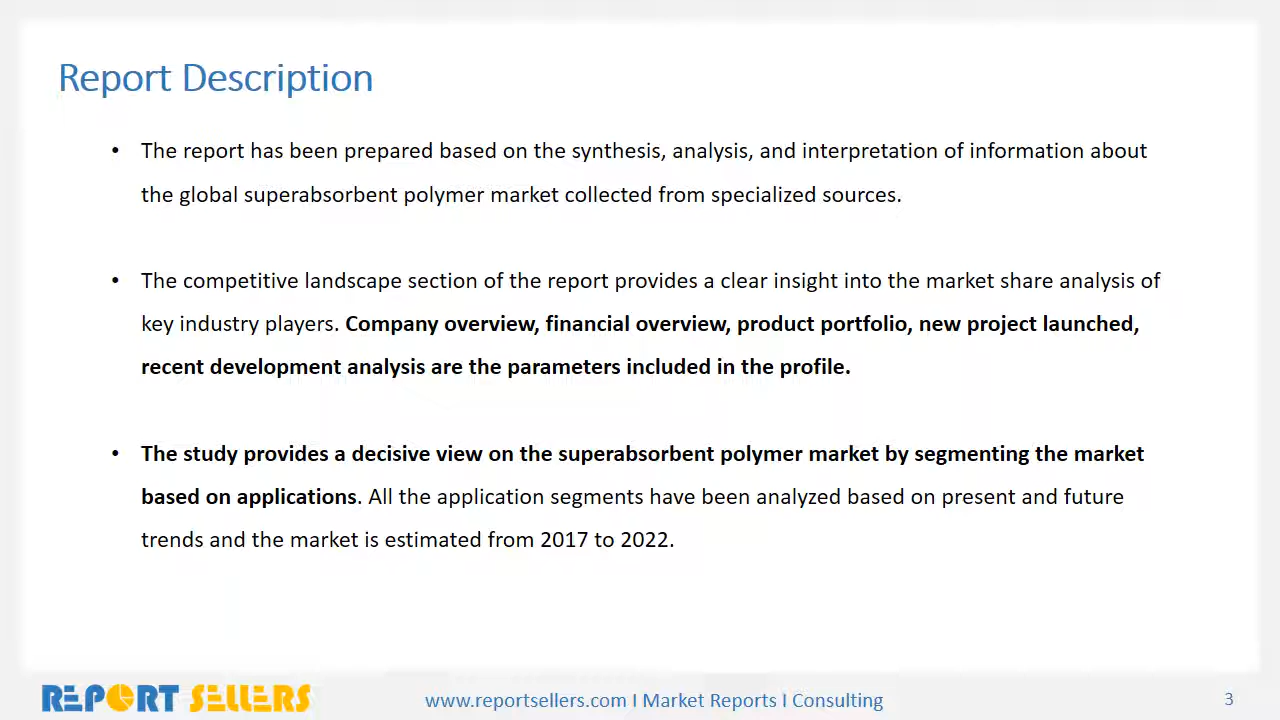 Report Description
• The report has been prepared based on the synthesis, analysis, and interpretation of information about
the global superabsorbent polymer market collected from specialized sources.
• The competitive landscape section of the report provides a clear insight into the market share analysis of
key industry players. Company overview, financial overview, product portfolio, new project launched,
recent development analysis are the parameters included in the profile.
• The study provides a decisive view on the superabsorbent polymer market by segmenting the market
based on applications. All the application segments have been analyzed based on present and future
trends and the market is estimated from 2017 to 2022.
REPORT SELLERS
www.reportsellers.com I Market Reports I Consulting
3